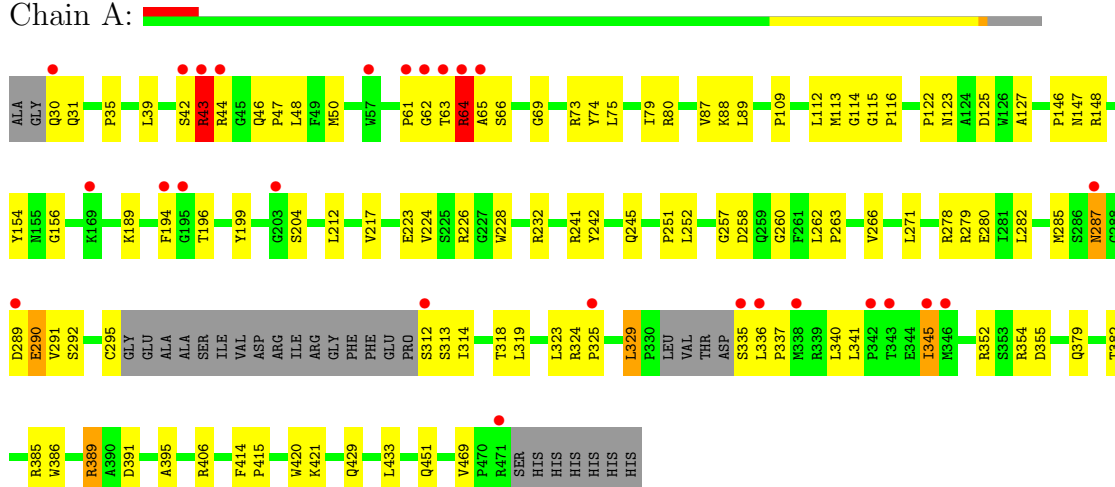 Chain A:
ALA GLY Q30 Q31 P35 L39 S42 R43 R44 G45 Q46 P47 L48 F49 M50 W57 P61 G62 T63 R64 A65 S66 G69 R73 Y74 L75 I79 R80 V87 K88 L89 P109 L112 M113 G114 G115 P116 P122 N123 A124 D125 W126 A127 P146 N147 R148
Y154 N155 G156 K169 K189 F194 G195 T196 Y199 G203 S204 L212 V217 E223 V224 S225 R226 G227 W228 R232 R241 Y242 Q245 P251 L252 G257 D258 Q259 G260 F261 L262 P263 V266 L271 R278 R279 E280 I281 L282 M285 S286 N287
D289 E290 V291 S292 C295 GLY GLU ALA ALA SER ILE VAL ASP ARG ILE ARG GLY PHE PHE GLU PRO S312 S313 I314 T318 L319 L323 R324 P325 L329 P330 LEU VAL THR ASP S335 L336 P337 M338 R339 L340 L341 P342 T343 E344 I345 M346 R352 S353 R354 D355 Q379
R385 W386 R389 A390 D391 A395 R406 F414 P415 W420 K421 Q429 L433 Q451 V469 P470 R471 SER HIS HIS HIS HIS HIS HIS